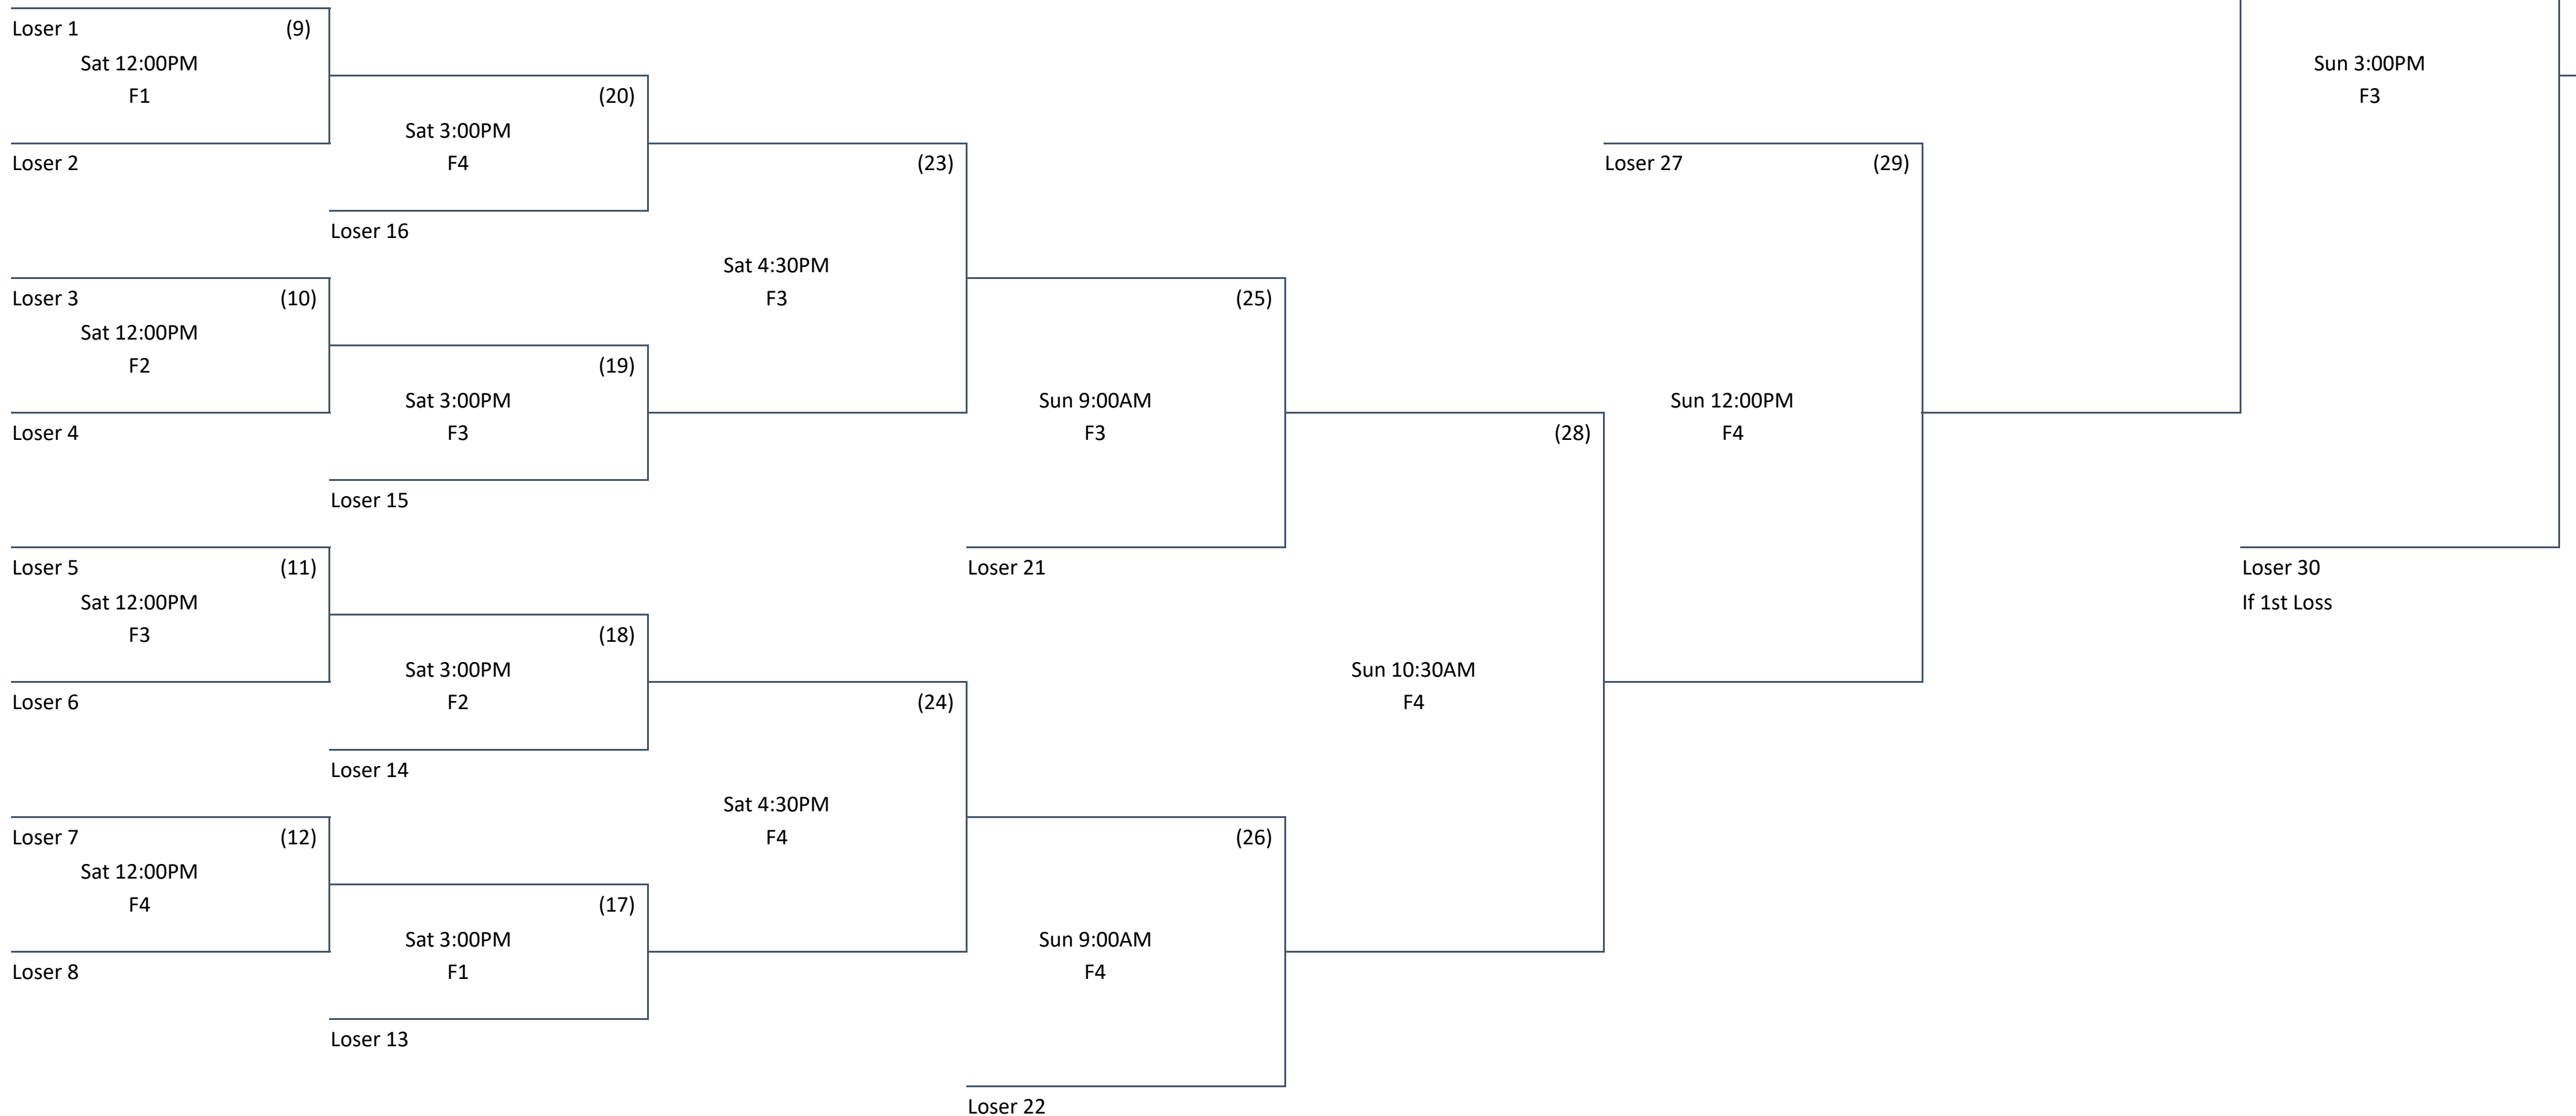 Loser 1 (9)
Sat 12:00PM
F1
Loser 2
(20)
Sat 3:00PM
F4
Loser 16
Loser 3 (10)
Sat 12:00PM
F2
Loser 4
(19)
Sat 3:00PM
F3
Loser 15
Loser 5 (11)
Sat 12:00PM
F3
Loser 6
(18)
Sat 3:00PM
F2
Loser 14
Loser 7 (12)
Sat 12:00PM
F4
Loser 8
(17)
Sat 3:00PM
F1
Loser 13
(23)
Sat 4:30PM
F3
(24)
Sat 4:30PM
F4
(25)
Sun 9:00AM
F3
Loser 21
(26)
Sun 9:00AM
F4
Loser 22
(28)
Sun 10:30AM
F4
Loser 27 (29)
Sun 12:00PM
F4
Sun 3:00PM
F3
Loser 30
If 1st Loss